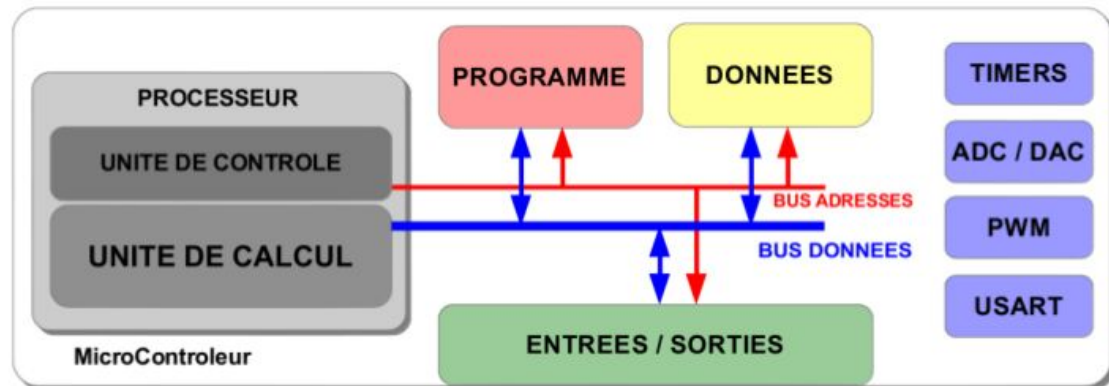 PROCESSEUR
UNITE DE CONTROLE
UNITE DE CALCUL
MicroControleur
PROGRAMME
DONNEES
BUS ADRESSES
BUS DONNEES
ENTREES / SORTIES
TIMERS
ADC / DAC
PWM
USART